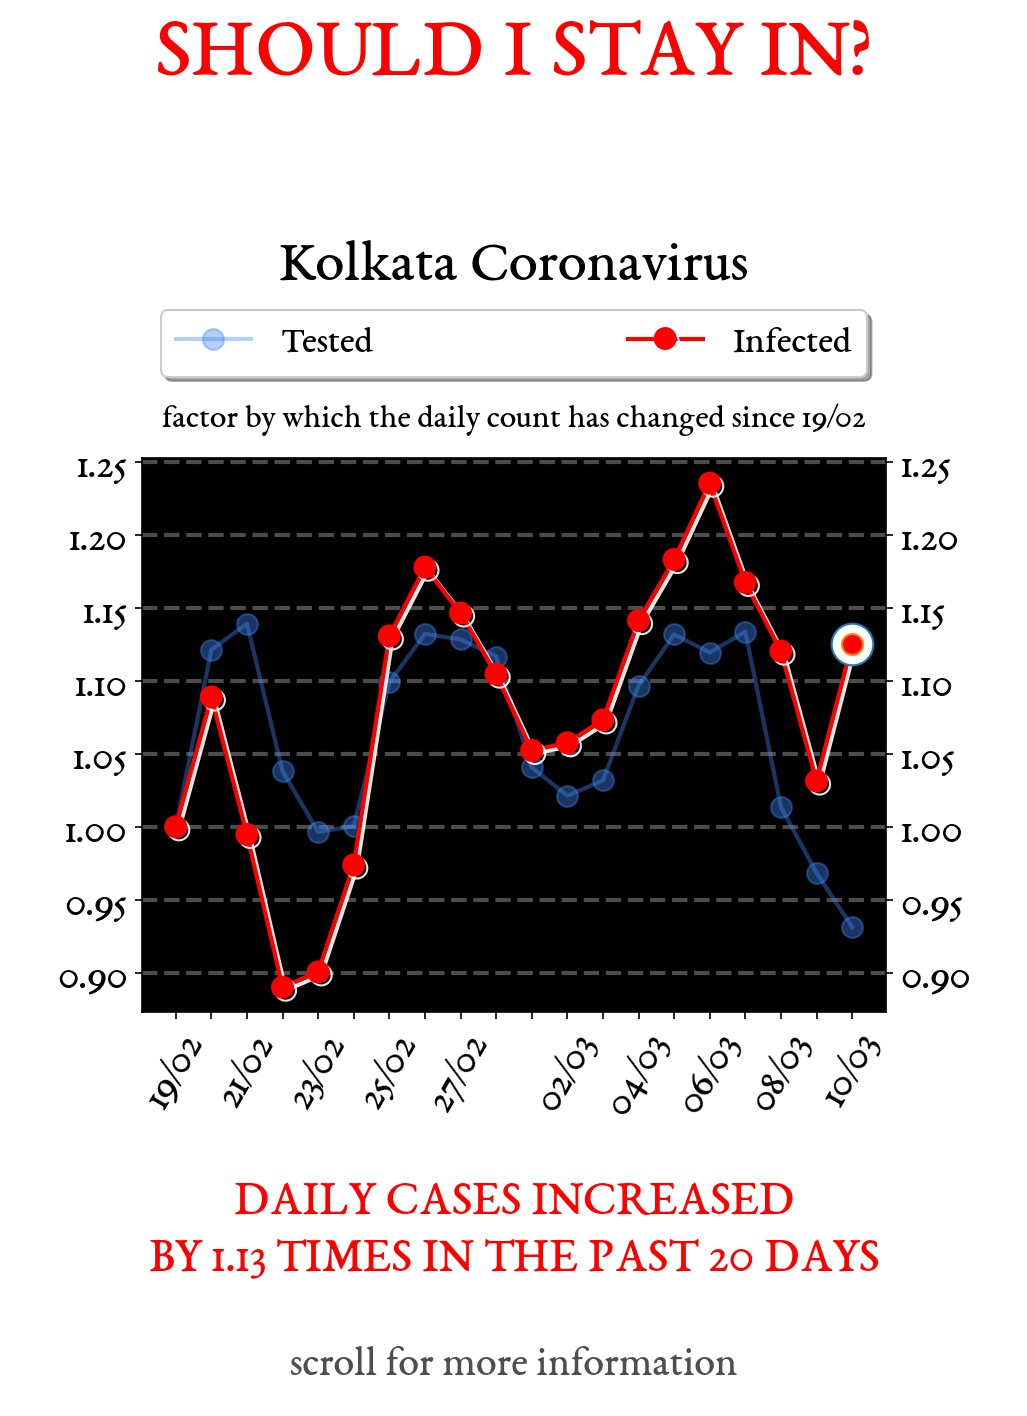 SHOULD I STAY IN?
Kolkata Coronavirus
Tested Infected
factor by which the daily count has changed since 19/02
1.25 1.25
1.20 1.20
1.15 1.15
1.10 1.10
1.05 1.05
1.00 1.00
0.95 0.95
0.90 0.90
19/02 21/02 23/02 25/02 27/02 02/03 04/03 06/03 08/03 10/03
DAILY CASES INCREASED
BY 1.13 TIMES IN THE PAST 20 DAYS
scroll for more information